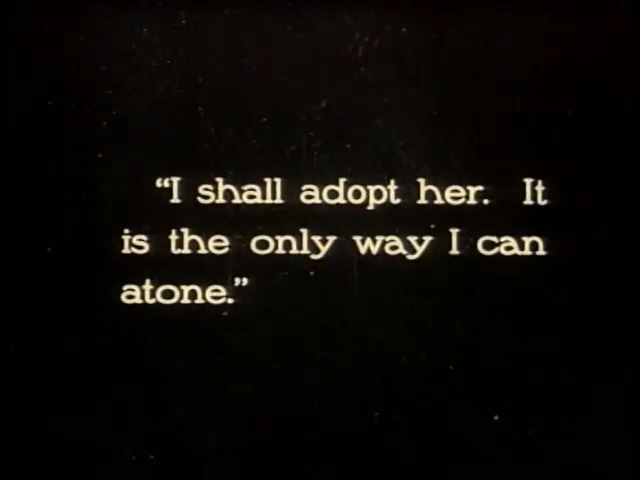 “I shall adopt her. It
is the only way I can
atone.”